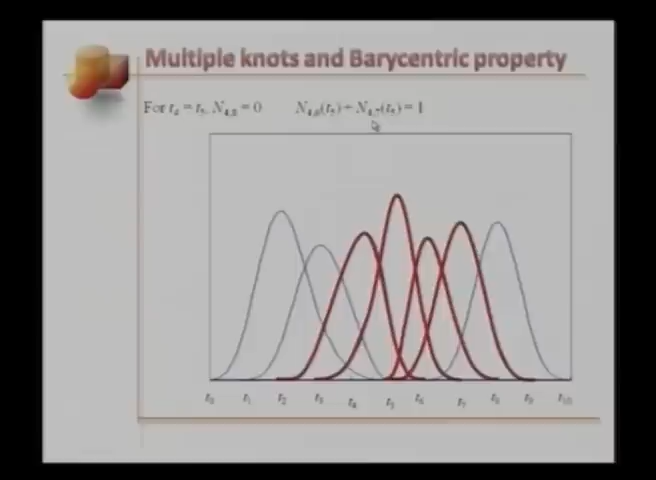 Multiple knots and Barycentric property
For t₄ = t₅, N₄,₈ = 0 N₄,₆(t₅) + N₄,₇(t₅) = 1
t₀ t₁ t₂ t₃ t₄ t₅ t₆ t₇ t₈ t₉ t₁₀